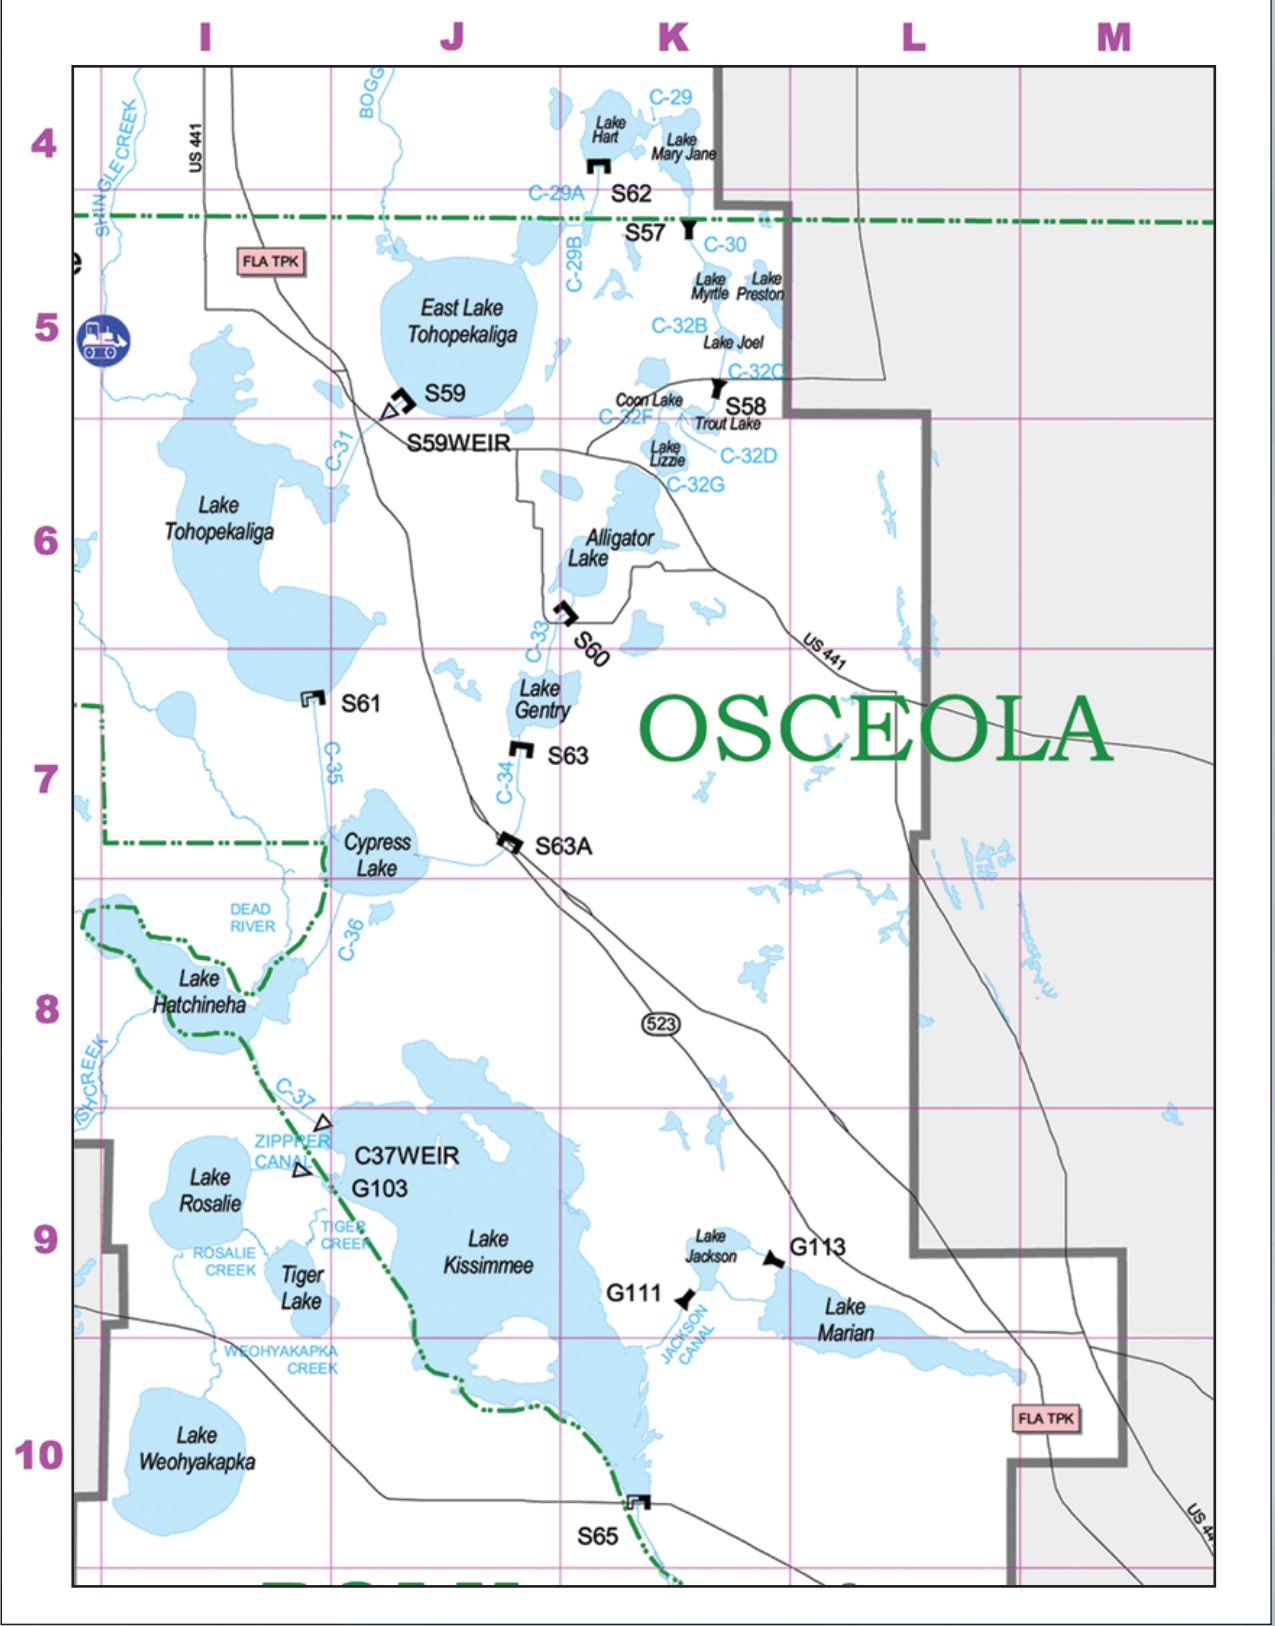 I J K L M
4
SHINGLE CREEK
US 441
BOGG
C-29
Lake
Hart
Lake
Mary Jane
C-29A
S62
S57
C-30
FLA TPK
C-29B
5
East Lake
Tohopekaliga
Lake
Myrtle
Lake
Preston
C-32B
Lake Joel
C-32C
S59
Coon Lake
S58
C-32F
Trout Lake
C-31
S59WEIR
Lake
Lizzie
C-32D
C-32G
6
Lake
Tohopekaliga
Alligator
Lake
C-33
S60
US 441
S61
Lake
Gentry
OSCEOLA
7
C-35
S63
C-34
Cypress
Lake
S63A
DEAD
RIVER
C-36
8
Lake
Hatchineha
523
SHCREEK
C-37
ZIPPPER
CANAL
C37WEIR
G103
Lake
Rosalie
9
TIGER
CREEK
ROSALIE
CREEK
Lake
Kissimmee
Lake
Jackson
G113
Tiger
Lake
G111
Lake
Marian
JACKSON
CANAL
WEOHYAKAPKA
CREEK
10
Lake
Weohyakapka
FLA TPK
S65
US 44